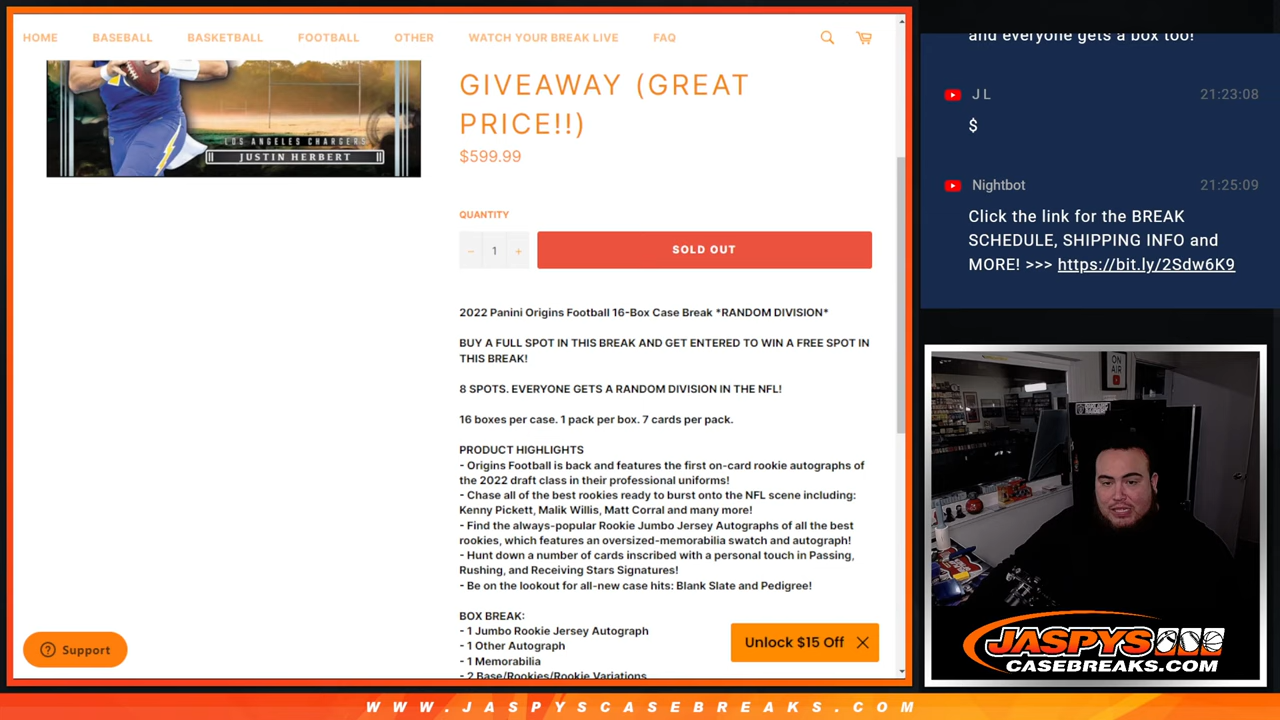 HOME BASEBALL BASKETBALL FOOTBALL OTHER WATCH YOUR BREAK LIVE FAQ
LOS ANGELES CHARGERS
JUSTIN HERBERT
GIVEAWAY (GREAT
PRICE!!)
$599.99
QUANTITY
− 1 +
SOLD OUT
2022 Panini Origins Football 16-Box Case Break *RANDOM DIVISION*
BUY A FULL SPOT IN THIS BREAK AND GET ENTERED TO WIN A FREE SPOT IN
THIS BREAK!
8 SPOTS. EVERYONE GETS A RANDOM DIVISION IN THE NFL!
16 boxes per case. 1 pack per box. 7 cards per pack.
PRODUCT HIGHLIGHTS
- Origins Football is back and features the first on-card rookie autographs of
the 2022 draft class in their professional uniforms!
- Chase all of the best rookies ready to burst onto the NFL scene including:
Kenny Pickett, Malik Willis, Matt Corral and many more!
- Find the always-popular Rookie Jumbo Jersey Autographs of all the best
rookies, which features an oversized-memorabilia swatch and autograph!
- Hunt down a number of cards inscribed with a personal touch in Passing,
Rushing, and Receiving Stars Signatures!
- Be on the lookout for all-new case hits: Blank Slate and Pedigree!
BOX BREAK:
- 1 Jumbo Rookie Jersey Autograph
- 1 Other Autograph
- 1 Memorabilia
- 2 Base/Rookies/Rookie Variations
Support
Unlock $15 Off
and everyone gets a box too!
J L 21:23:08
$
Nightbot 21:25:09
Click the link for the BREAK
SCHEDULE, SHIPPING INFO and
MORE! >>> https://bit.ly/2Sdw6K9
ON
AIR
JASPYS
CASEBREAKS.COM
WWW.JASPYSCASEBREAKS.COM